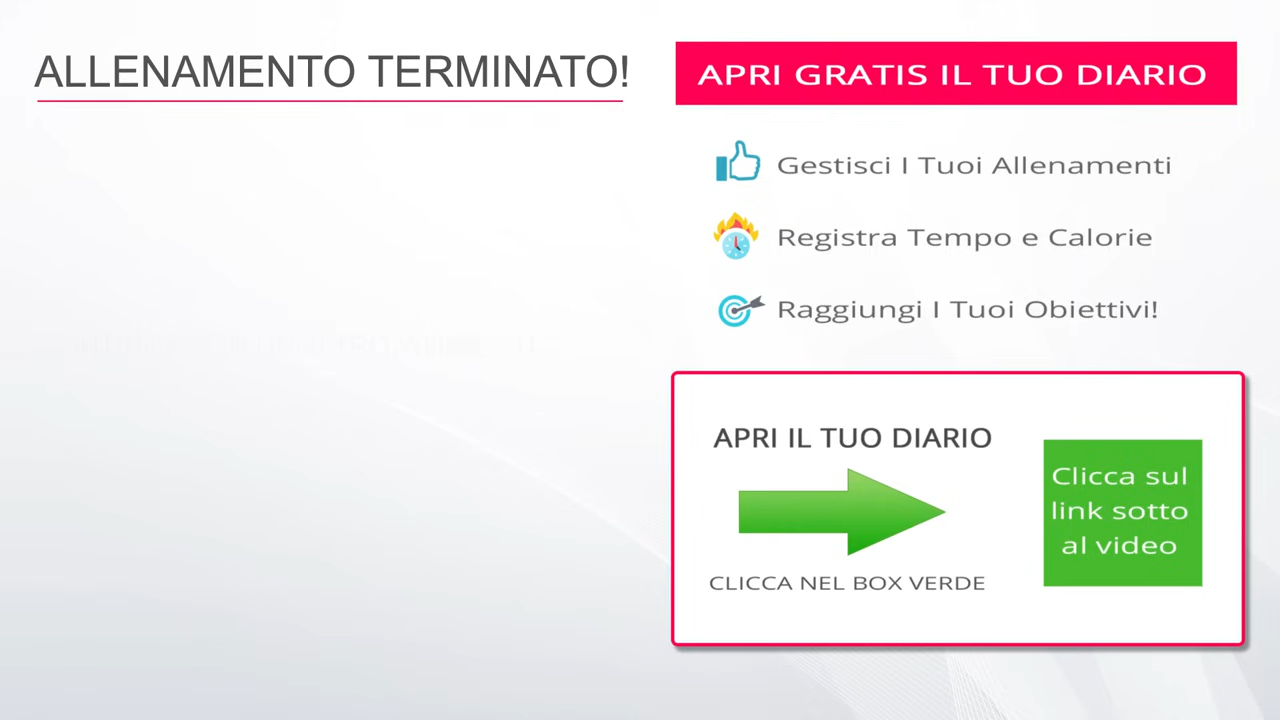 ALLENAMENTO TERMINATO!
APRI GRATIS IL TUO DIARIO
Gestisci I Tuoi Allenamenti
Registra Tempo e Calorie
Raggiungi I Tuoi Obiettivi!
APRI IL TUO DIARIO
CLICCA NEL BOX VERDE
Clicca sul
link sotto
al video